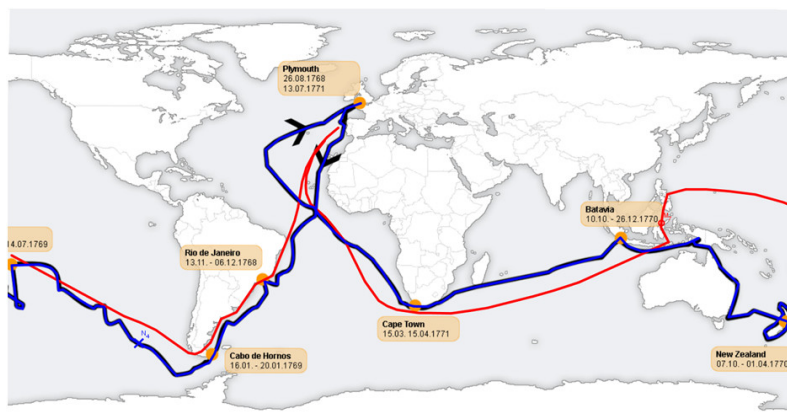 Plymouth
26.08.1768
13.07.1771
14.07.1769
Rio de Janeiro
13.11. - 06.12.1768
Batavia
10.10. - 26.12.1770
Cabo de Hornos
16.01. - 20.01.1769
Cape Town
15.03. 15.04.1771
New Zealand
07.10. - 01.04.1770
N4